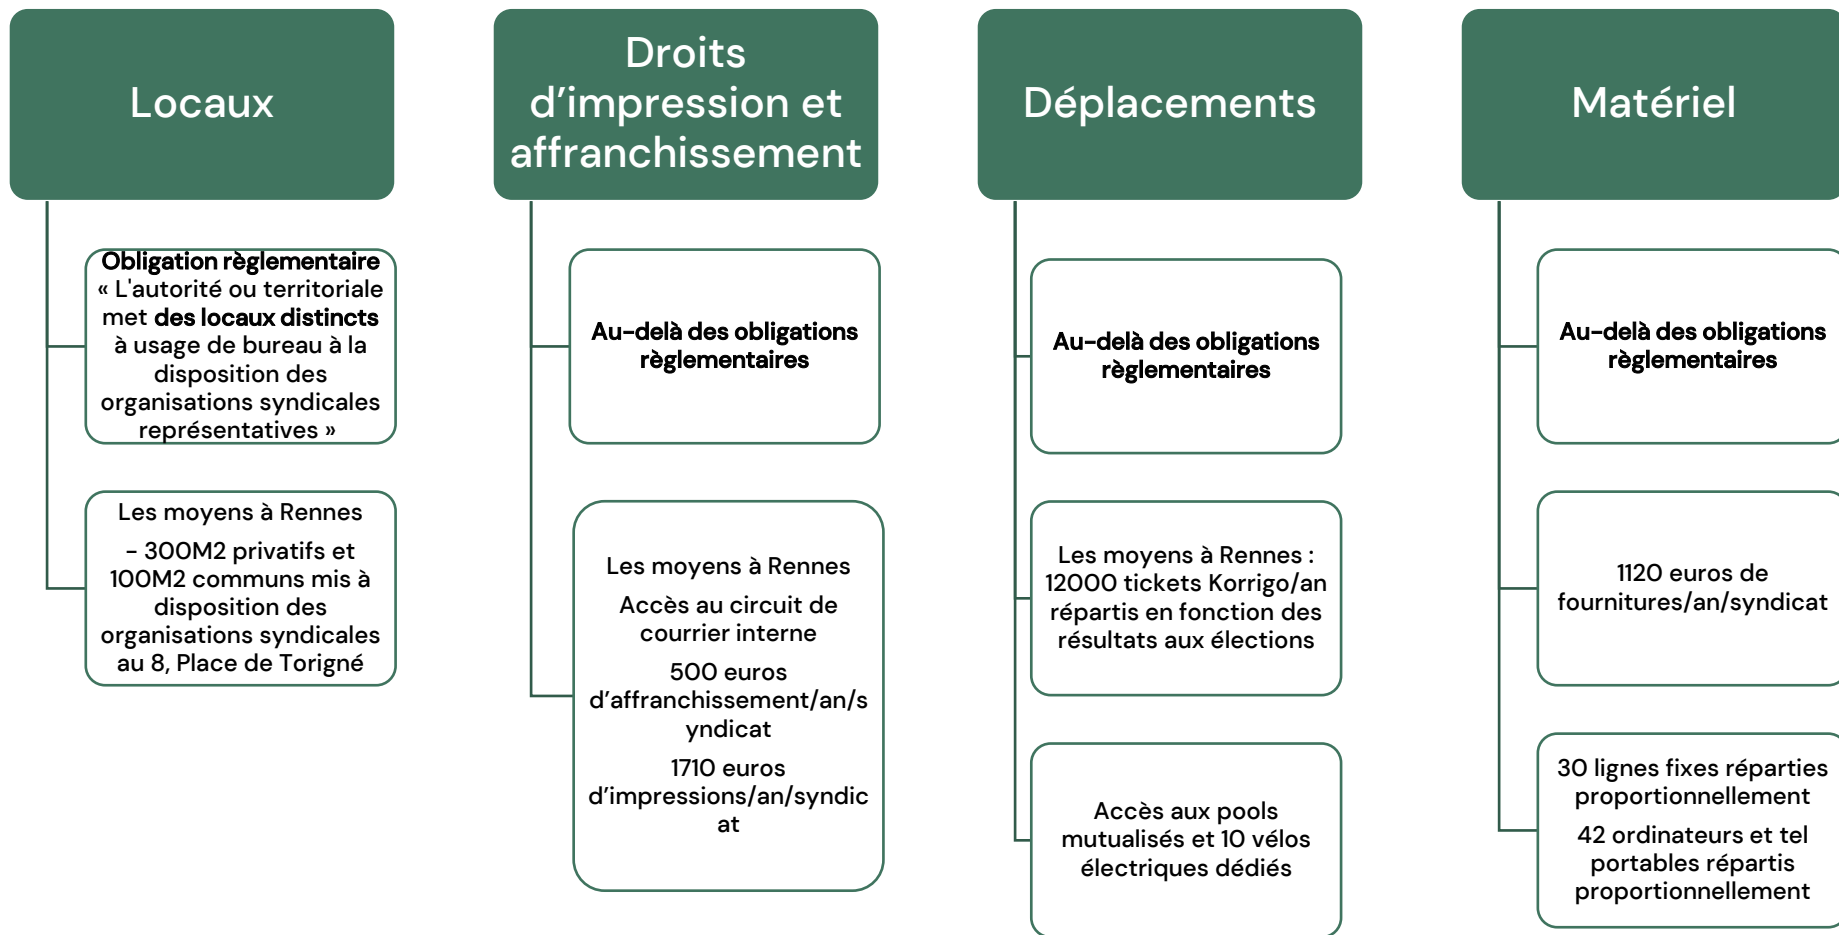 Locaux
Obligation règlementaire
« L'autorité ou territoriale
met des locaux distincts
à usage de bureau à la
disposition des
organisations syndicales
représentatives »
Les moyens à Rennes
- 300M2 privatifs et
100M2 communs mis à
disposition des
organisations syndicales
au 8, Place de Torigné
Droits
d’impression et
affranchissement
Au-delà des obligations
règlementaires
Les moyens à Rennes
Accès au circuit de
courrier interne
500 euros
d’affranchissement/an/s
yndicat
1710 euros
d’impressions/an/syndic
at
Déplacements
Au-delà des obligations
règlementaires
Les moyens à Rennes :
12000 tickets Korrigo/an
répartis en fonction des
résultats aux élections
Accès aux pools
mutualisés et 10 vélos
électriques dédiés
Matériel
Au-delà des obligations
règlementaires
1120 euros de
fournitures/an/syndicat
30 lignes fixes réparties
proportionnellement
42 ordinateurs et tel
portables répartis
proportionnellement